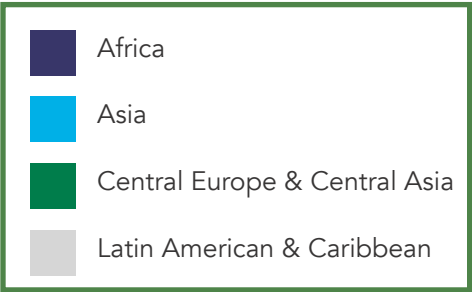 Africa
Asia
Central Europe & Central Asia
Latin American & Caribbean